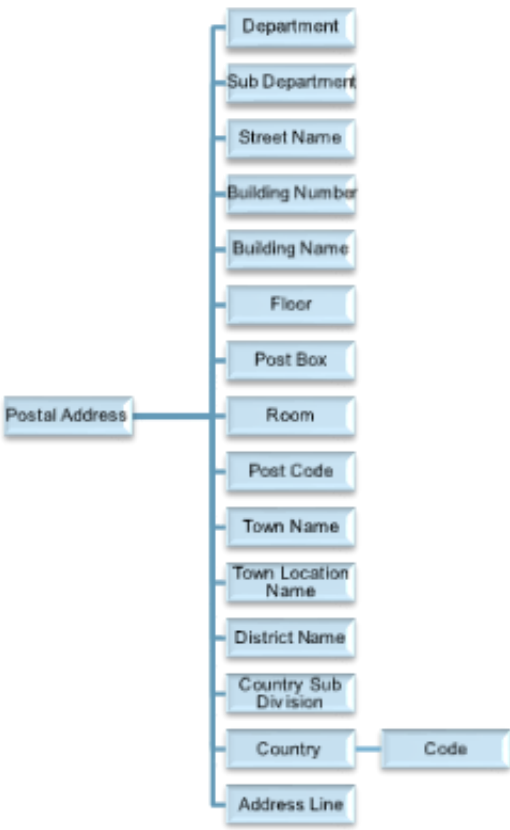 Department
Sub Department
Street Name
Building Number
Building Name
Floor
Post Box
Postal Address
Room
Post Code
Town Name
Town Location
Name
District Name
Country Sub
Division
Country
Code
Address Line